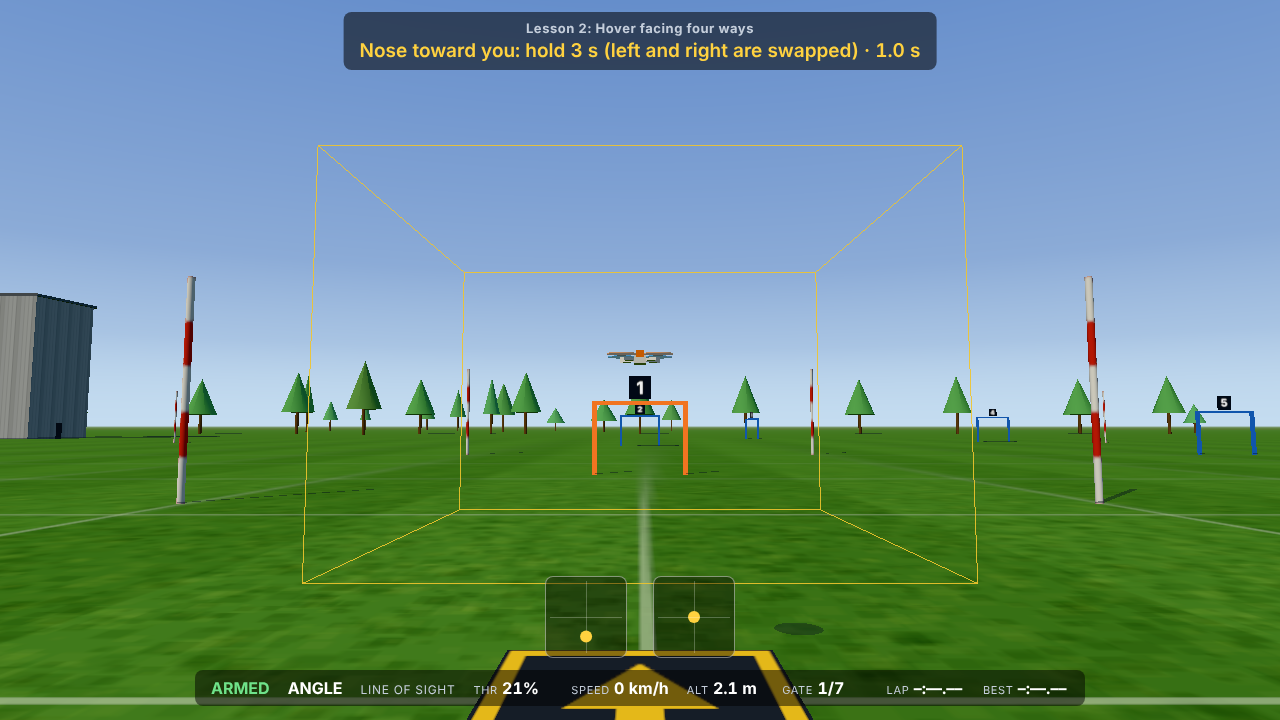 Lesson 2: Hover facing four ways
Nose toward you: hold 3 s (left and right are swapped) · 1.0 s
1
2
4
5
ARMED ANGLE LINE OF SIGHT THR 21% SPEED 0 km/h ALT 2.1 m GATE 1/7 LAP –:––.–– BEST –:––.––